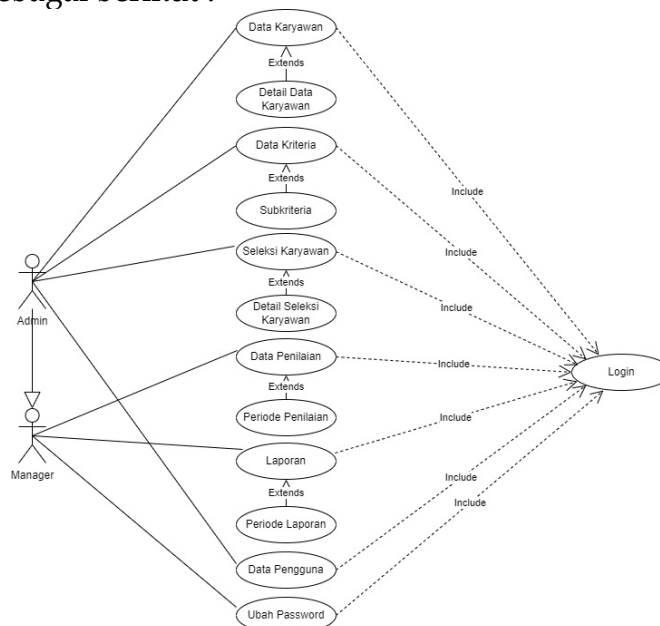 sebagai berikut :
Data Karyawan
Extends
Detail Data
Karyawan
Data Kriteria
Extends
Include
Subkriteria
Seleksi Karyawan
Include
Extends
Admin
Detail Seleksi
Karyawan
Include
Data Penilaian
Include
Login
Extends
Periode Penilaian
Include
Manager
Laporan
Extends
Include
Periode Laporan
Include
Data Pengguna
Ubah Password